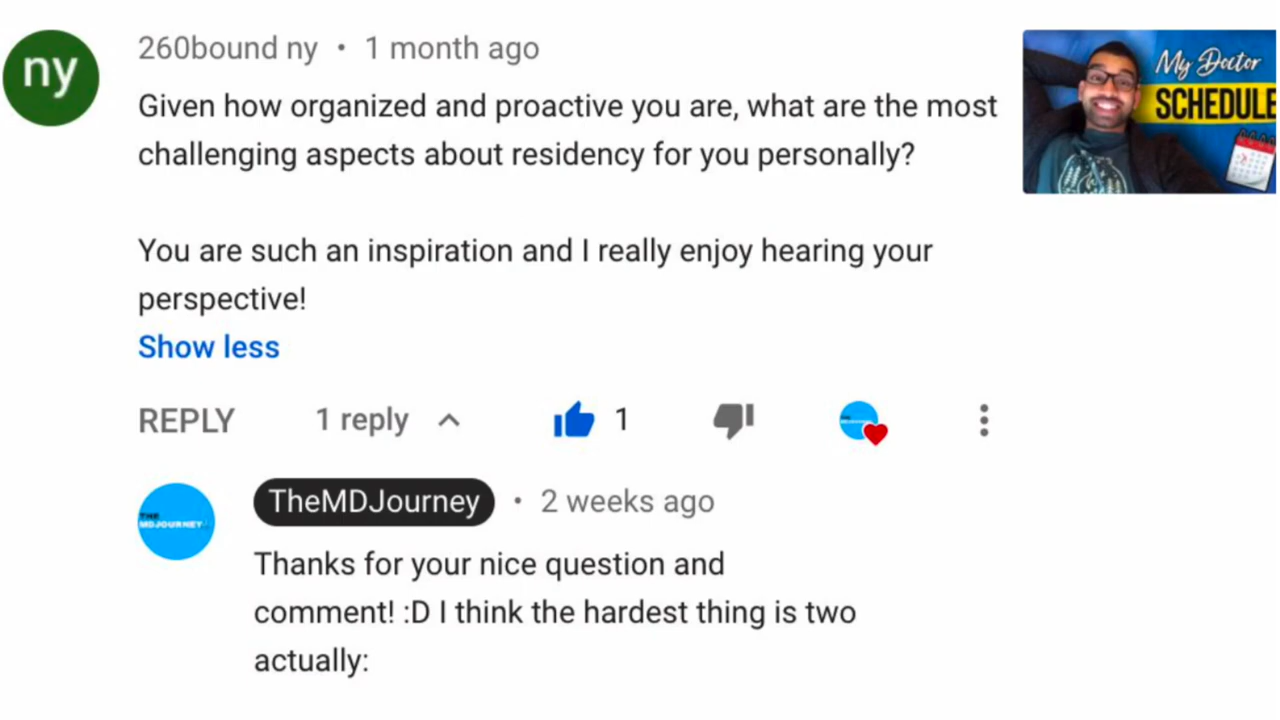 ny
260bound ny • 1 month ago
Given how organized and proactive you are, what are the most
challenging aspects about residency for you personally?
You are such an inspiration and I really enjoy hearing your
perspective!
Show less
REPLY 1 reply 1
My Doctor
SCHEDULE
THE
MDJOURNEY
TheMDJourney • 2 weeks ago
Thanks for your nice question and
comment! :D I think the hardest thing is two
actually: